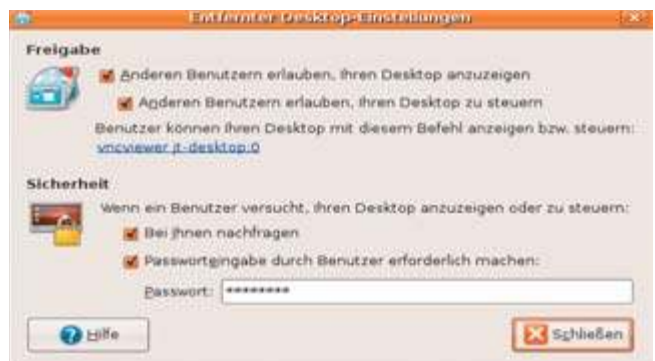 Entfernter Desktop-Einstellungen
Freigabe
Anderen Benutzern erlauben, Ihren Desktop anzuzeigen
Anderen Benutzern erlauben, Ihren Desktop zu steuern
Benutzer können Ihren Desktop mit diesem Befehl anzeigen bzw. steuern:
vncviewer jt-desktop:0
Sicherheit
Wenn ein Benutzer versucht, Ihren Desktop anzuzeigen oder zu steuern:
Bei Ihnen nachfragen
Passworteingabe durch Benutzer erforderlich machen:
Passwort: ********
Hilfe
Schließen